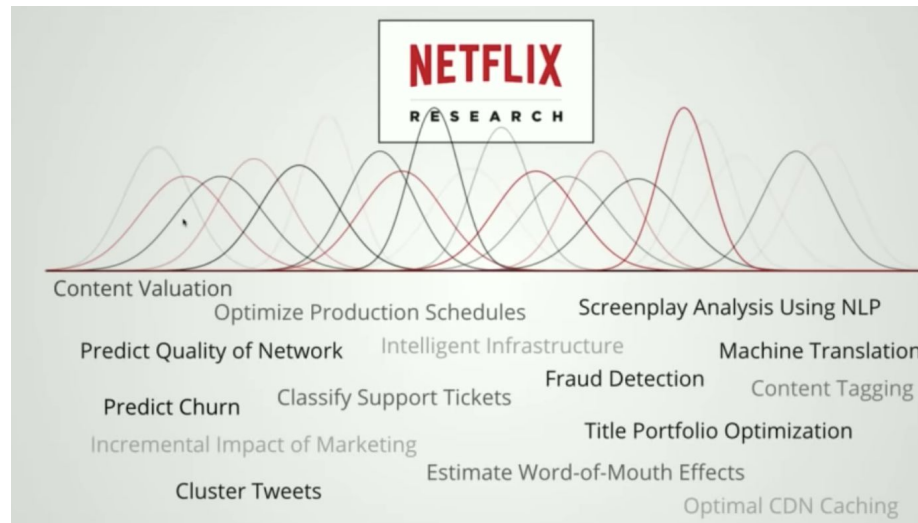 NETFLIX
RESEARCH
Content Valuation
Optimize Production Schedules
Screenplay Analysis Using NLP
Predict Quality of Network
Intelligent Infrastructure
Machine Translation
Fraud Detection
Content Tagging
Predict Churn
Classify Support Tickets
Title Portfolio Optimization
Incremental Impact of Marketing
Estimate Word-of-Mouth Effects
Cluster Tweets
Optimal CDN Caching